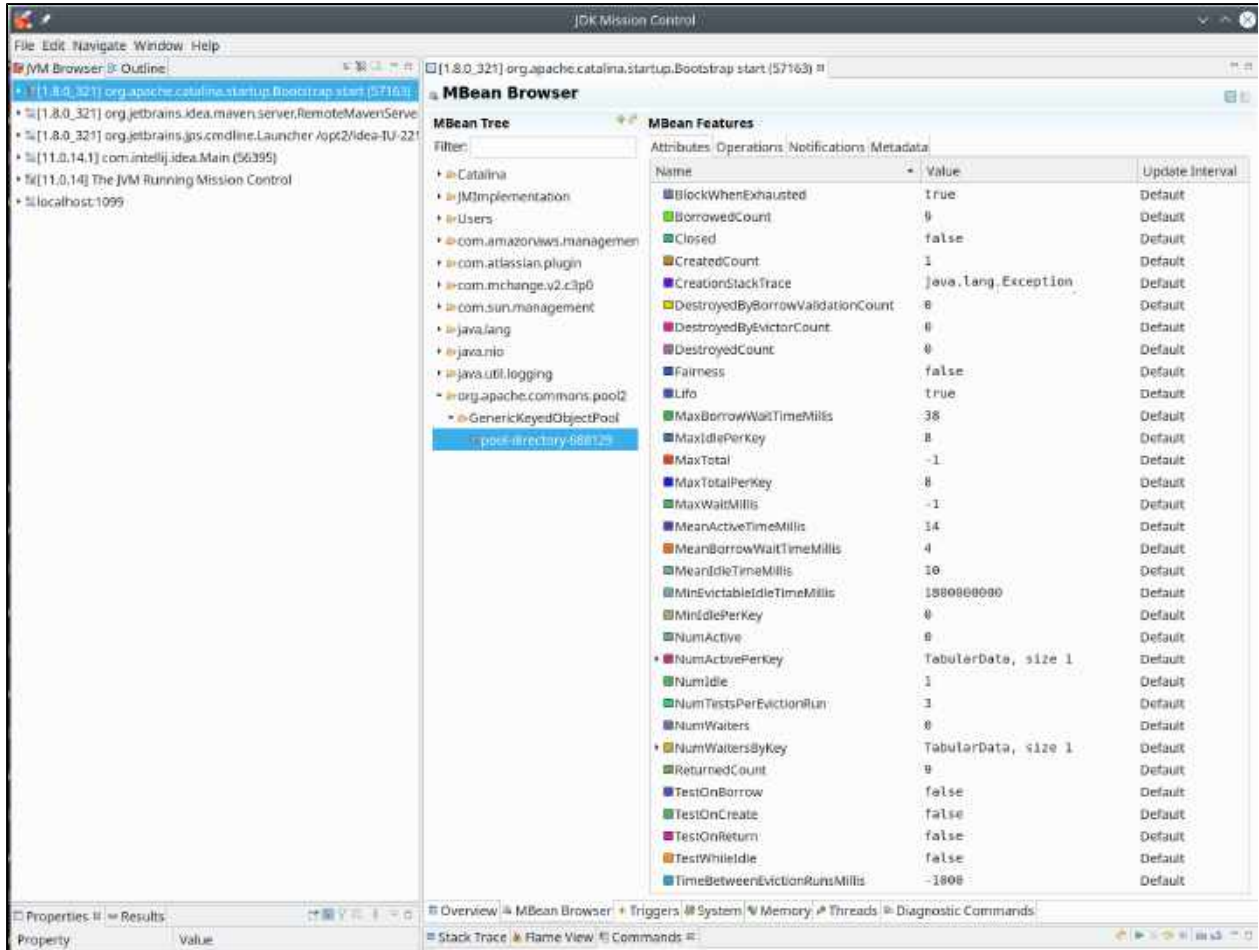 JDK Mission Control
File Edit Navigate Window Help
JVM Browser Outline
[1.8.0_321] org.apache.catalina.startup.Bootstrap start (57163)
[1.8.0_321] org.jetbrains.idea.maven.server.RemoteMavenServe
[1.8.0_321] org.jetbrains.jps.cmdline.Launcher /opt2/idea-IU-221
[11.0.14.1] com.intellij.idea.Main (56395)
[11.0.14] The JVM Running Mission Control
localhost:1099
Properties Results
Property Value
[1.8.0_321] org.apache.catalina.startup.Bootstrap start (57163)
MBean Browser
MBean Tree
Filter:
Catalina
JMImplementation
Users
com.amazonaws.managemen
com.atlassian.plugin
com.mchange.v2.c3p0
com.sun.management
java.lang
java.nio
java.util.logging
org.apache.commons.pool2
GenericKeyedObjectPool
pool-directory-688129
MBean Features
Attributes Operations Notifications Metadata
Name Value Update Interval
BlockWhenExhausted true Default
BorrowedCount 9 Default
Closed false Default
CreatedCount 1 Default
CreationStackTrace java.lang.Exception Default
DestroyedByBorrowValidationCount 0 Default
DestroyedByEvictorCount 0 Default
DestroyedCount 0 Default
Fairness false Default
Lifo true Default
MaxBorrowWaitTimeMillis 38 Default
MaxIdlePerKey 8 Default
MaxTotal -1 Default
MaxTotalPerKey 8 Default
MaxWaitMillis -1 Default
MeanActiveTimeMillis 14 Default
MeanBorrowWaitTimeMillis 4 Default
MeanIdleTimeMillis 10 Default
MinEvictableIdleTimeMillis 1800000000 Default
MinIdlePerKey 0 Default
NumActive 0 Default
NumActivePerKey TabularData, size 1 Default
NumIdle 1 Default
NumTestsPerEvictionRun 3 Default
NumWaiters 0 Default
NumWaitersByKey TabularData, size 1 Default
ReturnedCount 9 Default
TestOnBorrow false Default
TestOnCreate false Default
TestOnReturn false Default
TestWhileIdle false Default
TimeBetweenEvictionRunsMillis -1000 Default
Overview MBean Browser Triggers System Memory Threads Diagnostic Commands
Stack Trace Flame View Commands